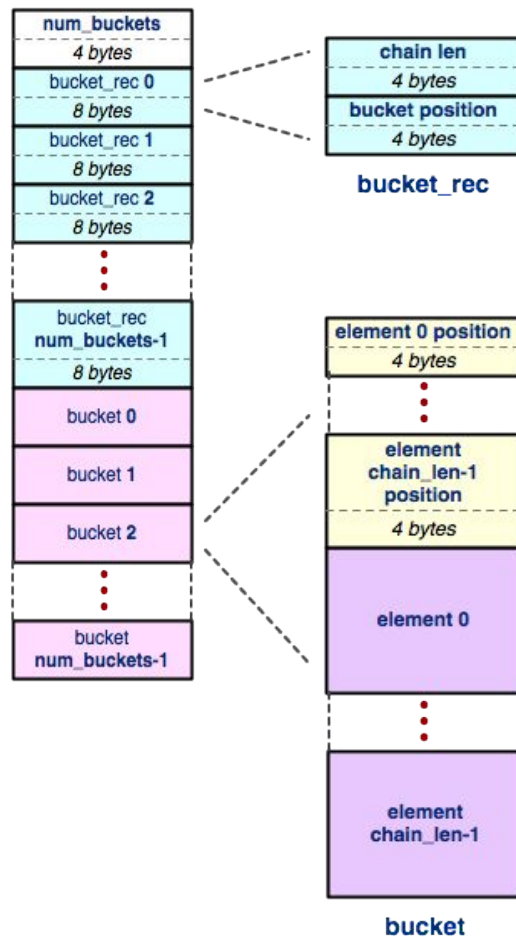 num_buckets
4 bytes
bucket_rec 0
8 bytes
bucket_rec 1
8 bytes
bucket_rec 2
8 bytes
bucket_rec
num_buckets-1
8 bytes
bucket 0
bucket 1
bucket 2
bucket
num_buckets-1
chain len
4 bytes
bucket position
4 bytes
bucket_rec
element 0 position
4 bytes
element
chain_len-1
position
4 bytes
element 0
element
chain_len-1
bucket